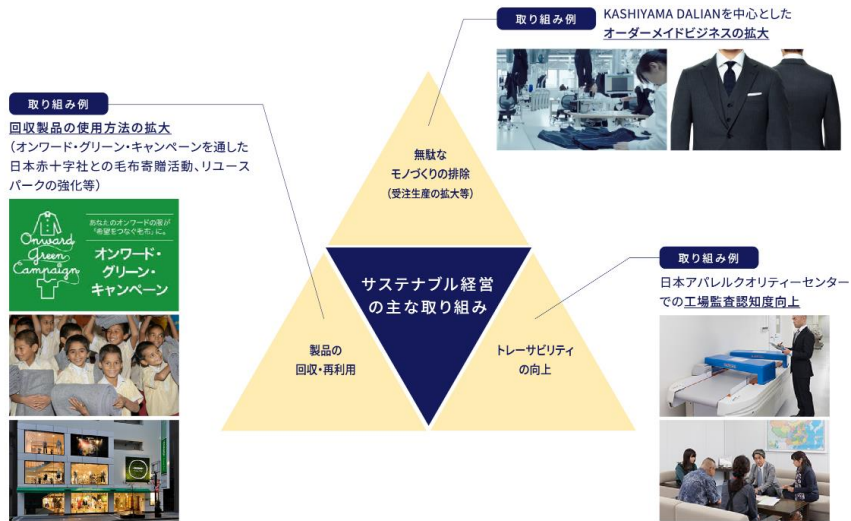 取り組み例
KASHIYAMA DALIANを中心とした
オーダーメイドビジネスの拡大
取り組み例
回収製品の使用方法の拡大
(オンワード・グリーン・キャンペーンを通した
日本赤十字社との毛布寄贈活動、リユース
パークの強化等)
Onward
Green
Campaign
あなたのオンワードの服が
「希望をつなぐ毛布」に。
オンワード・
グリーン・
キャンペーン
無駄な
モノづくりの排除
(受注生産の拡大等)
サステナブル経営
の主な取り組み
製品の
回収・再利用
トレーサビリティ
の向上
取り組み例
日本アパレルクオリティーセンター
での工場監査認知度向上